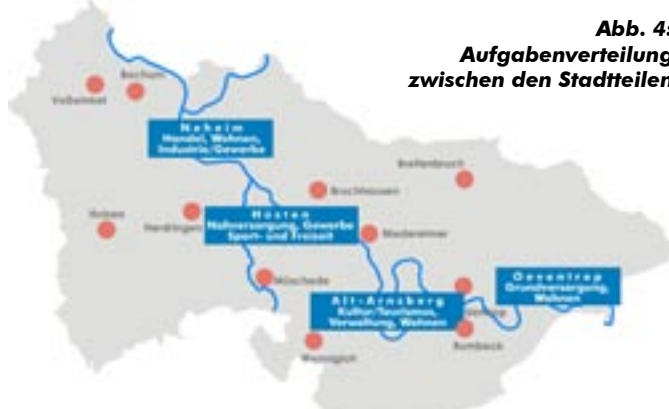 Abb. 4:
Aufgabenverteilung
zwischen den Stadtteilen
Bachum
Voßwinkel
Neheim
Handel, Wohnen,
Industrie/Gewerbe
Breitenbruch
Bruchhausen
Holzen
Herdringen
Hüsten
Nahversorgung, Gewerbe
Sport- und Freizeit
Niedereimer
Müschede
Oeventrop
Grundversorgung,
Wohnen
Alt-Arnsberg
Kultur/Tourismus,
Verwaltung, Wohnen
Rumbeck